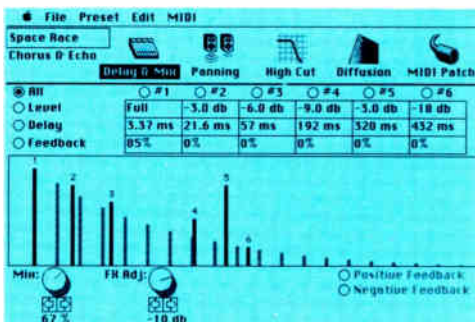 File Preset Edit MIDI
Space Race
Chorus & Echo
Delay & Mix Panning High Cut Diffusion MIDI Patch
All #1 #2 #3 #4 #5 #6
Level Full -3.0 db -6.0 db -9.0 db -3.0 db -18 db
Delay 3.37 ms 21.6 ms 57 ms 192 ms 320 ms 432 ms
Feedback 85% 0% 0% 0% 0% 0%
1
2
3
4
5
6
Mix: FX Adj: Positive Feedback
Negative Feedback
67 % -10 db